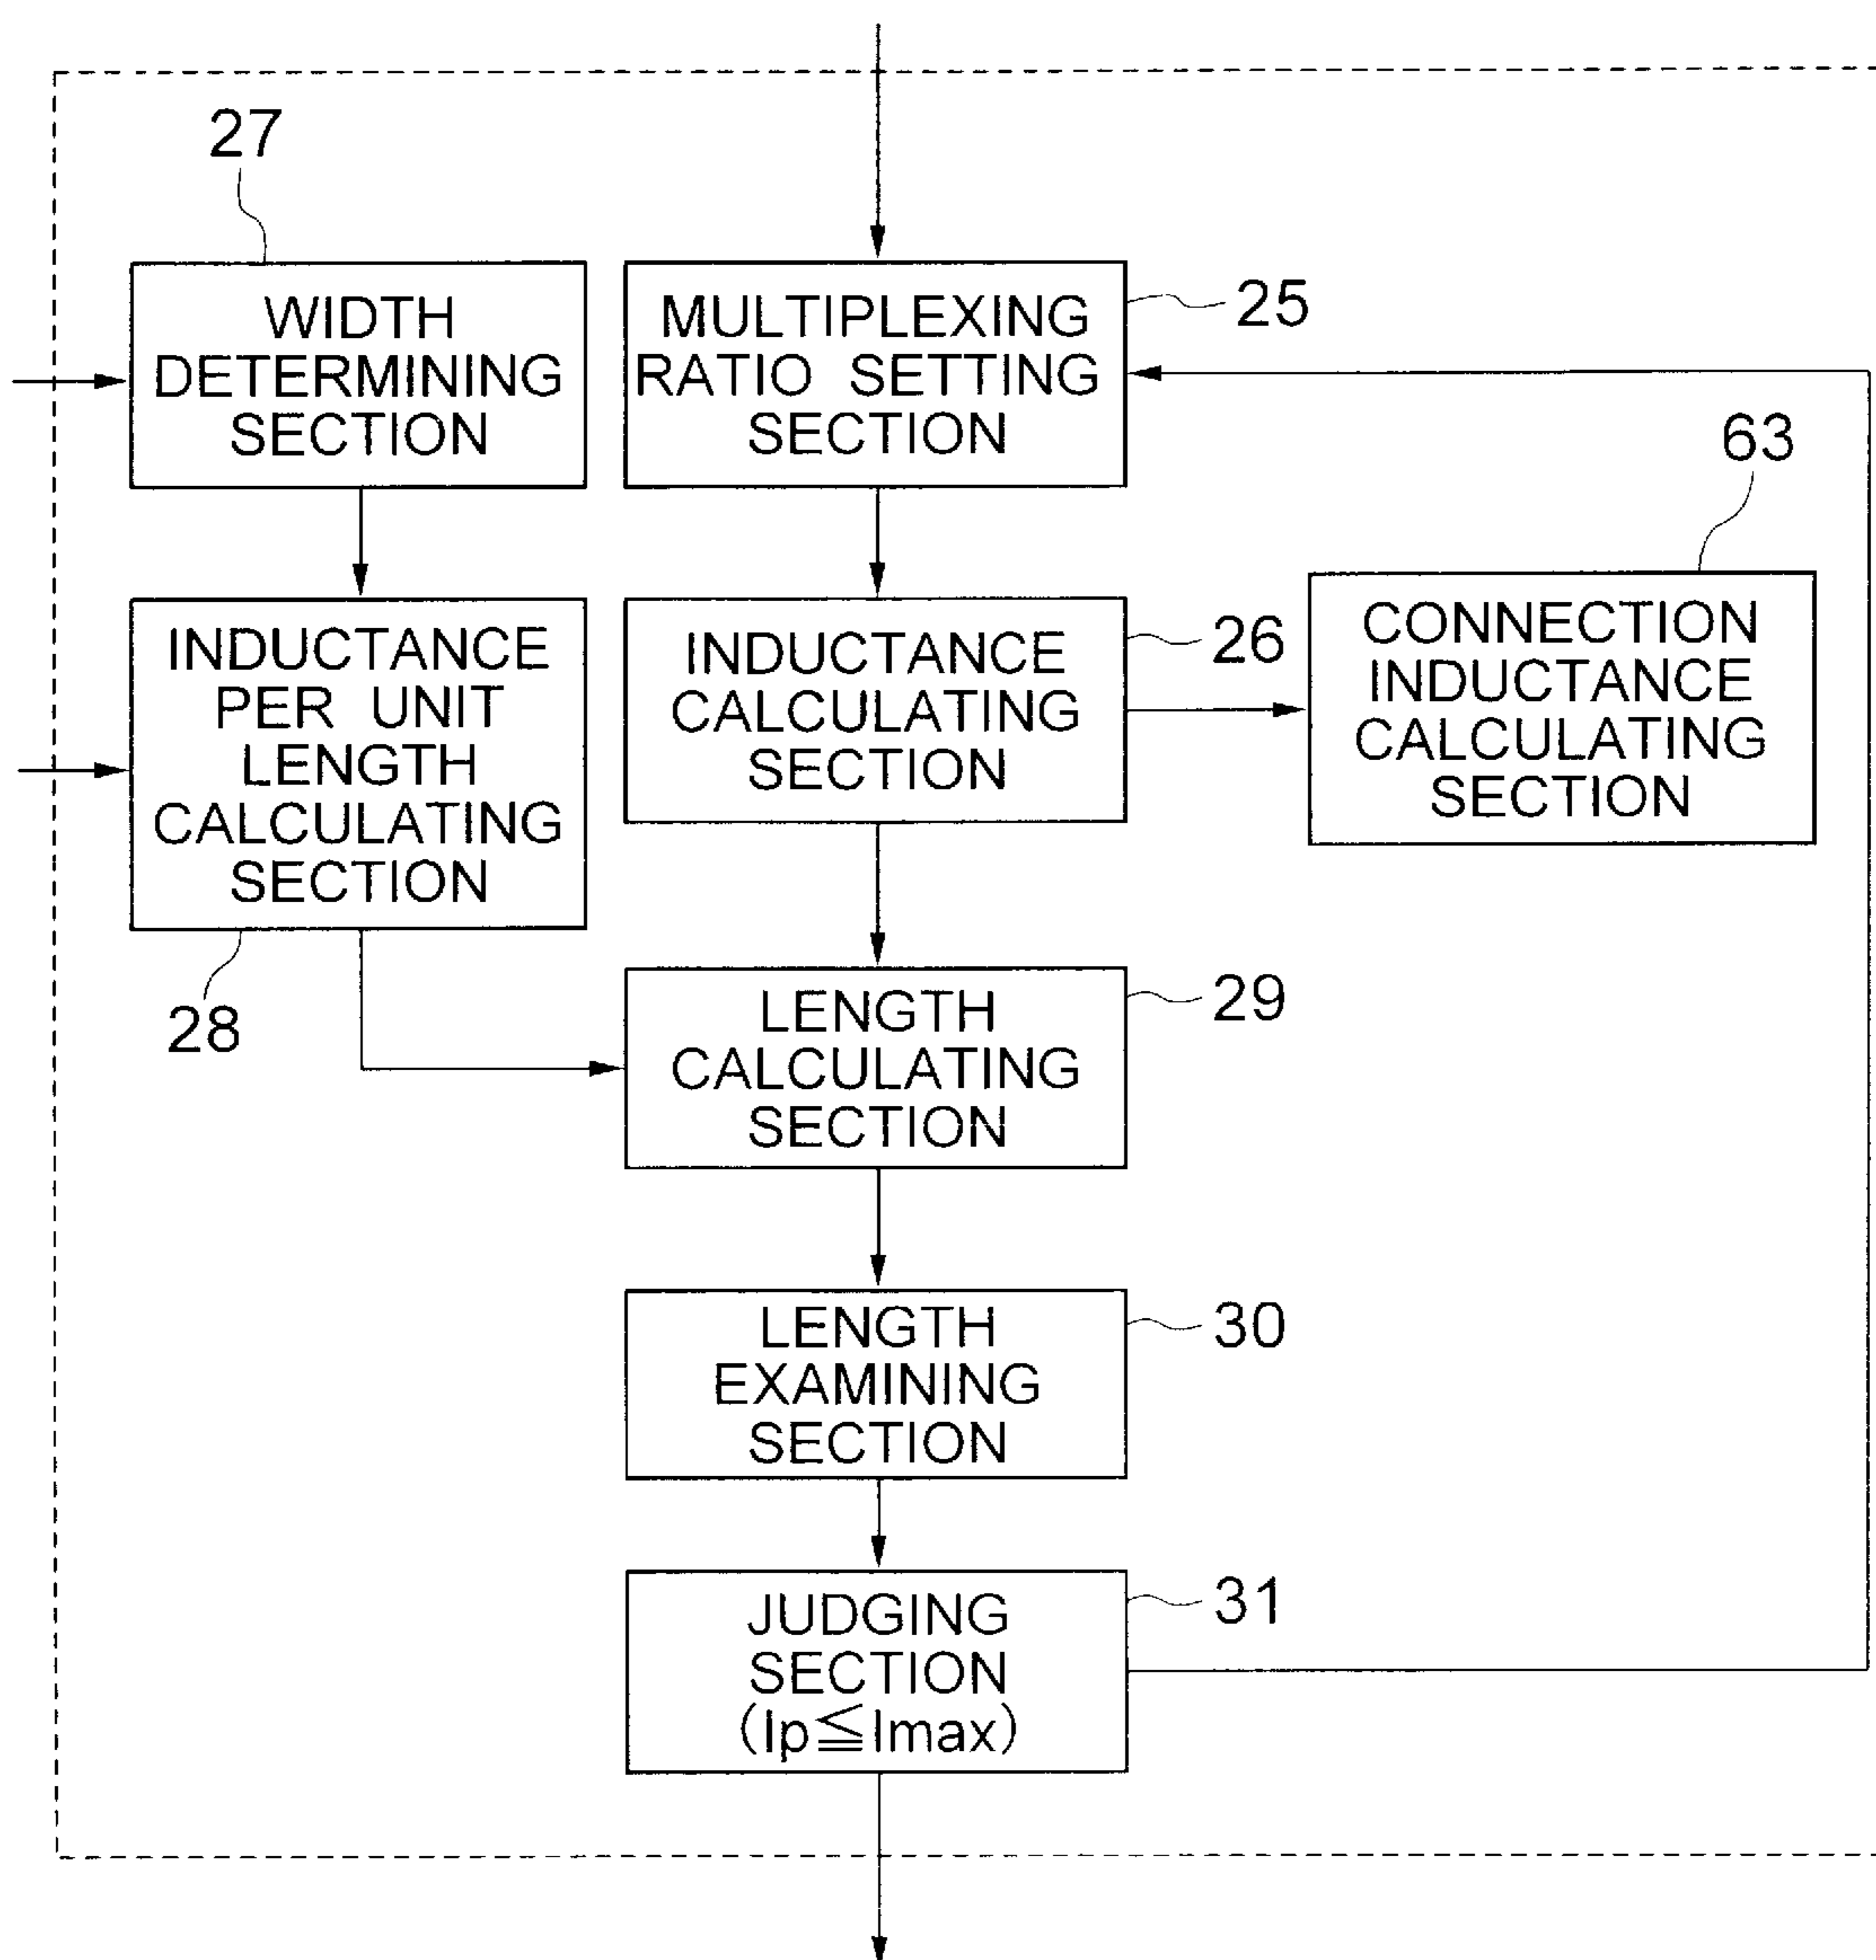 27
WIDTH
DETERMINING
SECTION
MULTIPLEXING
RATIO SETTING
SECTION
25
63
INDUCTANCE
PER UNIT
LENGTH
CALCULATING
SECTION
28
INDUCTANCE
CALCULATING
SECTION
26
CONNECTION
INDUCTANCE
CALCULATING
SECTION
LENGTH
CALCULATING
SECTION
29
LENGTH
EXAMINING
SECTION
30
JUDGING
SECTION
(lp≦lmax)
31